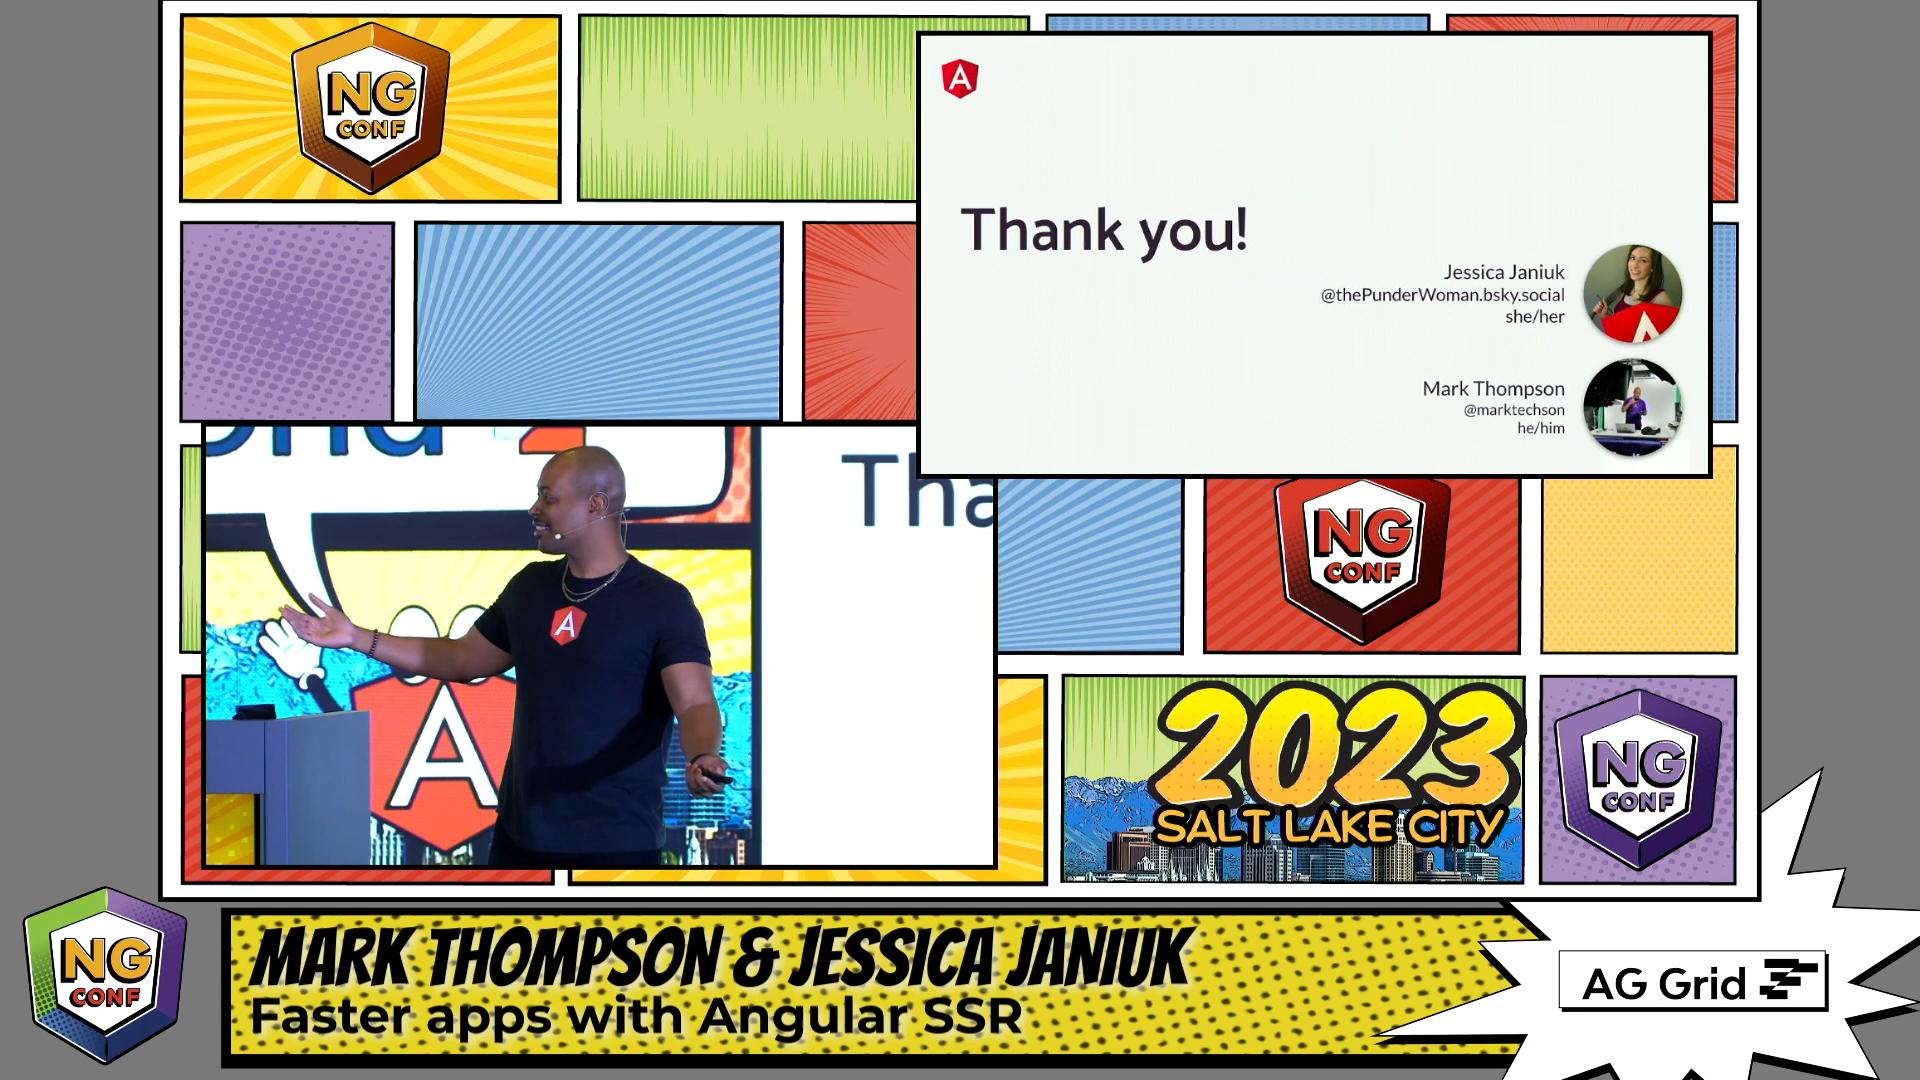 NG
CONF
Thank you!
Jessica Janiuk
@thePunderWoman.bsky.social
she/her
Mark Thompson
@marktechson
he/him
Tha
NG
CONF
2023
SALT LAKE CITY
NG
CONF
NG
CONF
MARK THOMPSON & JESSICA JANIUK
Faster apps with Angular SSR
AG Grid